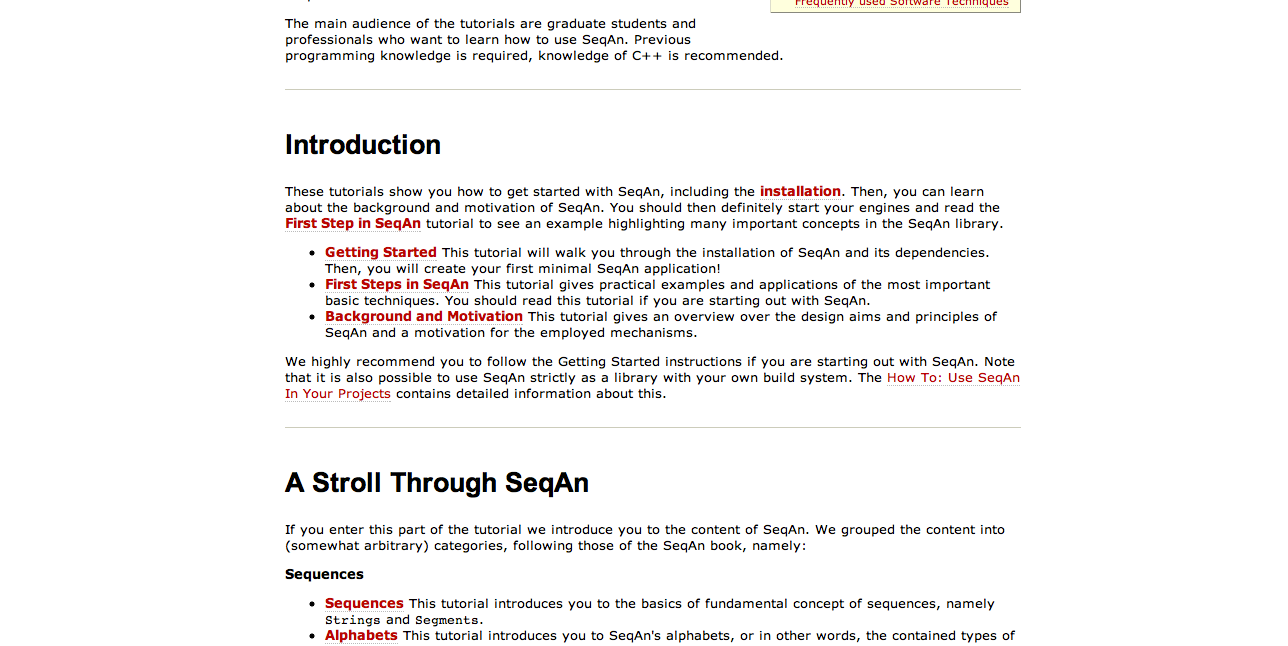 Frequently used Software Techniques
The main audience of the tutorials are graduate students and
professionals who want to learn how to use SeqAn. Previous
programming knowledge is required, knowledge of C++ is recommended.
Introduction
These tutorials show you how to get started with SeqAn, including the installation. Then, you can learn
about the background and motivation of SeqAn. You should then definitely start your engines and read the
First Step in SeqAn tutorial to see an example highlighting many important concepts in the SeqAn library.
• Getting Started This tutorial will walk you through the installation of SeqAn and its dependencies.
Then, you will create your first minimal SeqAn application!
• First Steps in SeqAn This tutorial gives practical examples and applications of the most important
basic techniques. You should read this tutorial if you are starting out with SeqAn.
• Background and Motivation This tutorial gives an overview over the design aims and principles of
SeqAn and a motivation for the employed mechanisms.
We highly recommend you to follow the Getting Started instructions if you are starting out with SeqAn. Note
that it is also possible to use SeqAn strictly as a library with your own build system. The How To: Use SeqAn
In Your Projects contains detailed information about this.
A Stroll Through SeqAn
If you enter this part of the tutorial we introduce you to the content of SeqAn. We grouped the content into
(somewhat arbitrary) categories, following those of the SeqAn book, namely:
Sequences
• Sequences This tutorial introduces you to the basics of fundamental concept of sequences, namely
Strings and Segments.
• Alphabets This tutorial introduces you to SeqAn's alphabets, or in other words, the contained types of